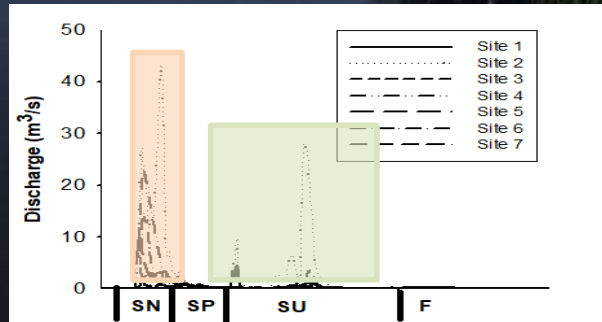 50
40
30
20
10
0
Discharge (m³/s)
Site 1
Site 2
Site 3
Site 4
Site 5
Site 6
Site 7
SN SP SU F